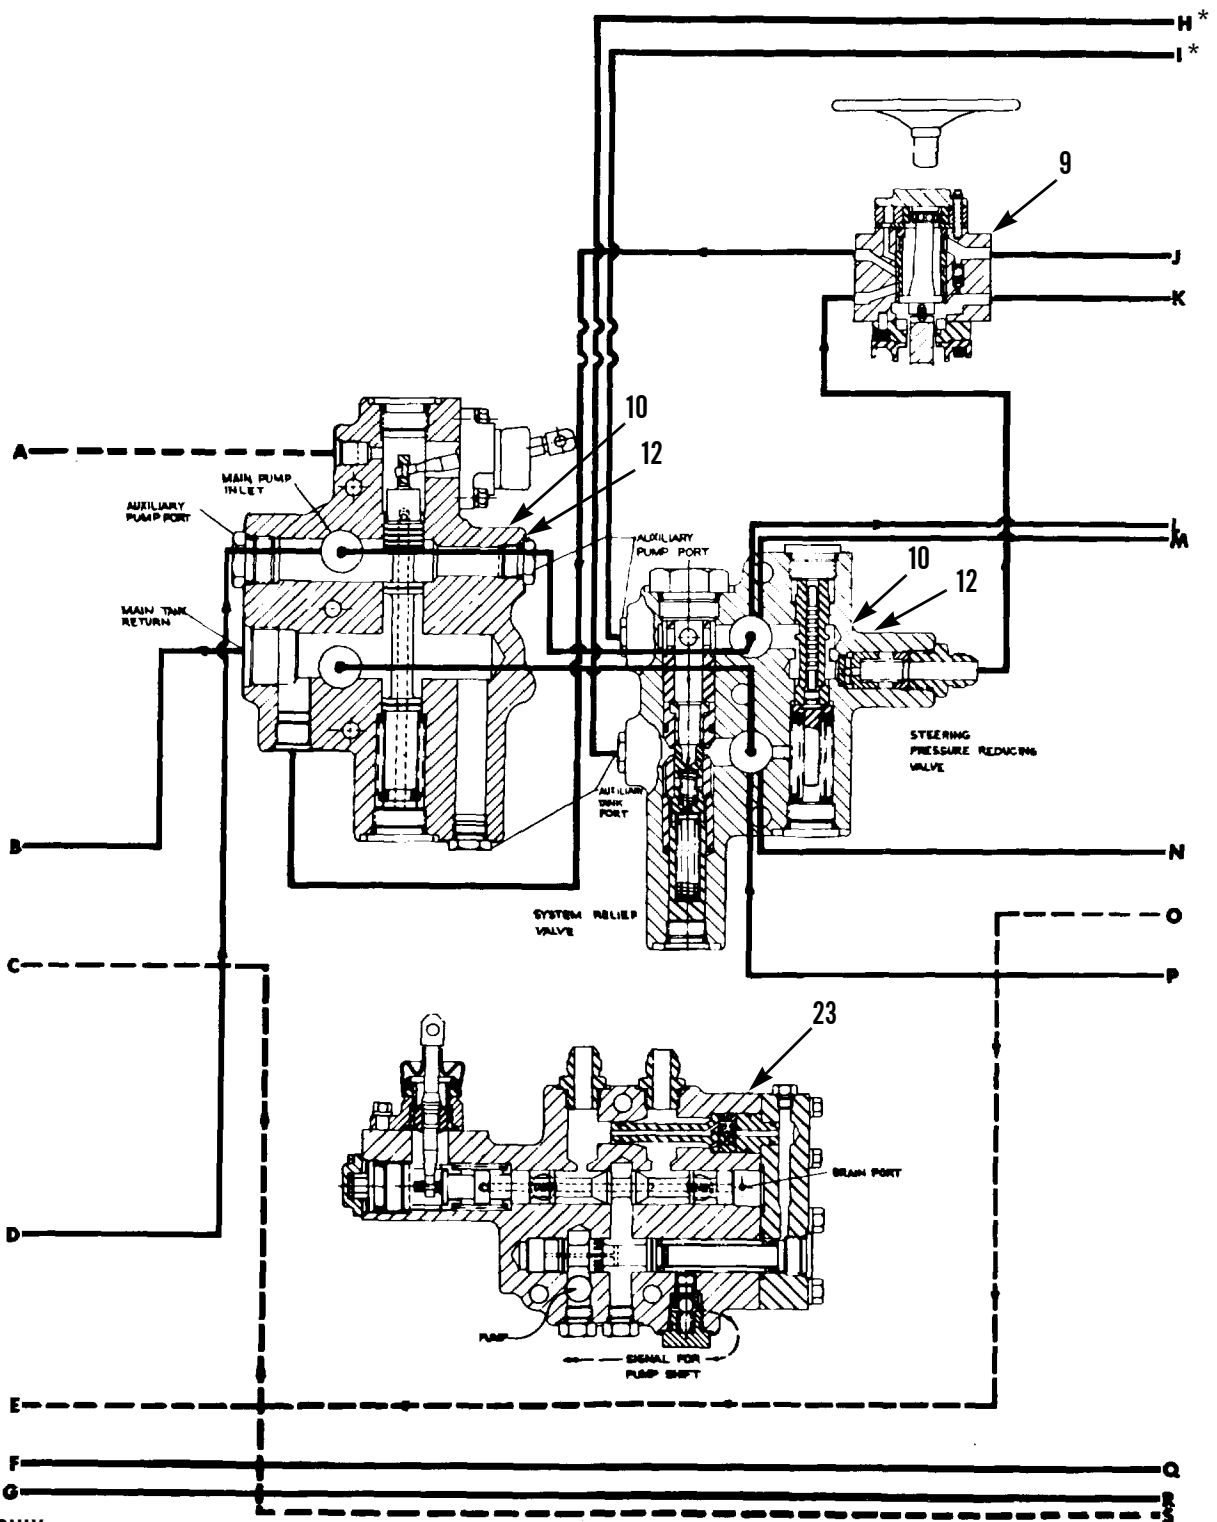 H*
I*
9
J
K
10
12
A
MAIN PUMP
INLET
AUXILIARY
PUMP PORT
AUXILIARY
PUMP PORT
L
M
10
12
MAIN TANK
RETURN
STEERING
PRESSURE REDUCING
VALVE
AUXILIARY
TANK
PORT
B
N
SYSTEM RELIEF
VALVE
O
C
P
23
DRAIN PORT
D
PUMP
SIGNAL FOR
PUMP SHIFT
E
F
Q
G
R
S